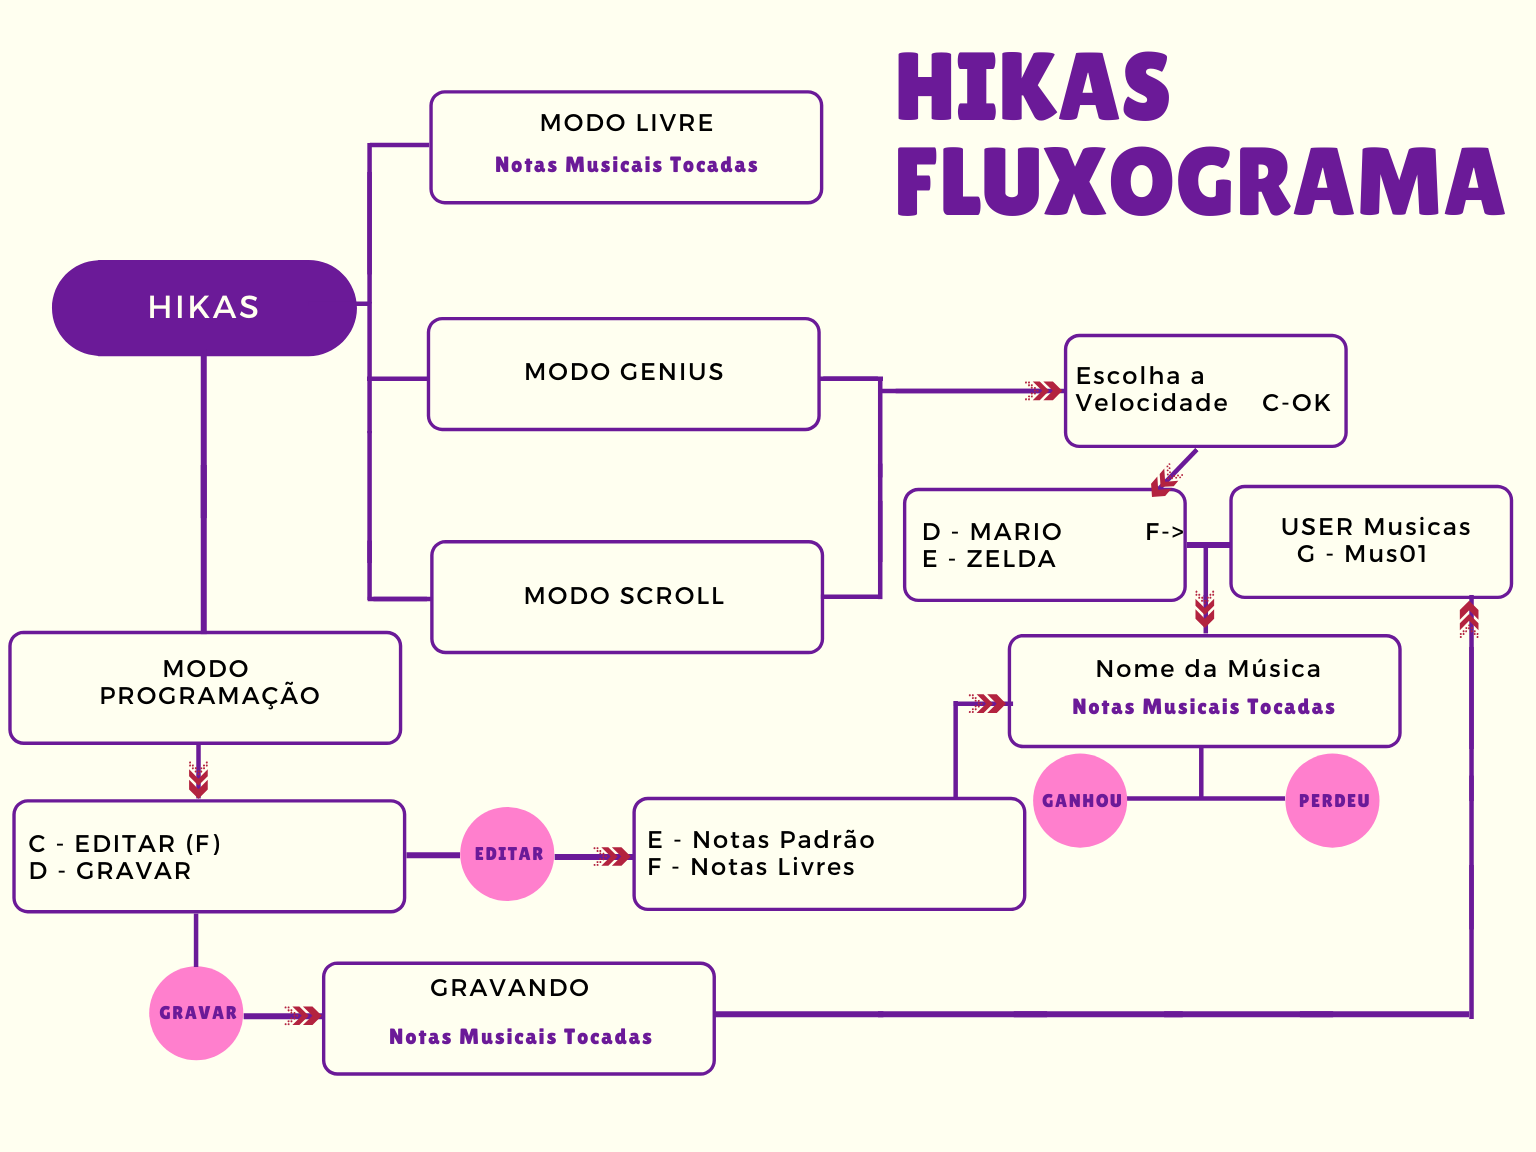 HIKAS
FLUXOGRAMA
MODO LIVRE
Notas Musicais Tocadas
HIKAS
MODO GENIUS
Escolha a
Velocidade C-OK
MODO SCROLL
D - MARIO F->
E - ZELDA
USER Musicas
G - Mus01
MODO
PROGRAMAÇÃO
Nome da Música
Notas Musicais Tocadas
GANHOU
PERDEU
C - EDITAR (F)
D - GRAVAR
EDITAR
E - Notas Padrão
F - Notas Livres
GRAVAR
GRAVANDO
Notas Musicais Tocadas